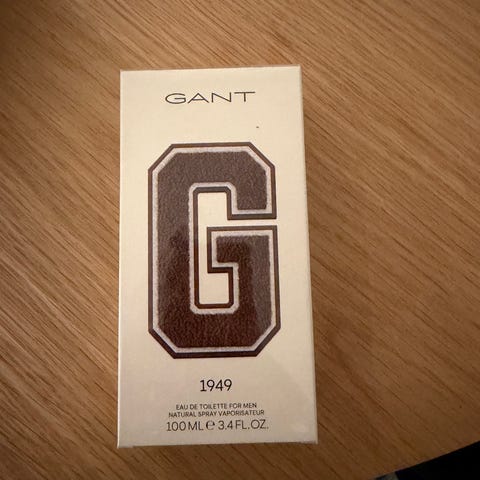 GANT
G
1949
EAU DE TOILETTE FOR MEN
NATURAL SPRAY VAPORISATEUR
100 ML ℮ 3.4 FL. OZ.